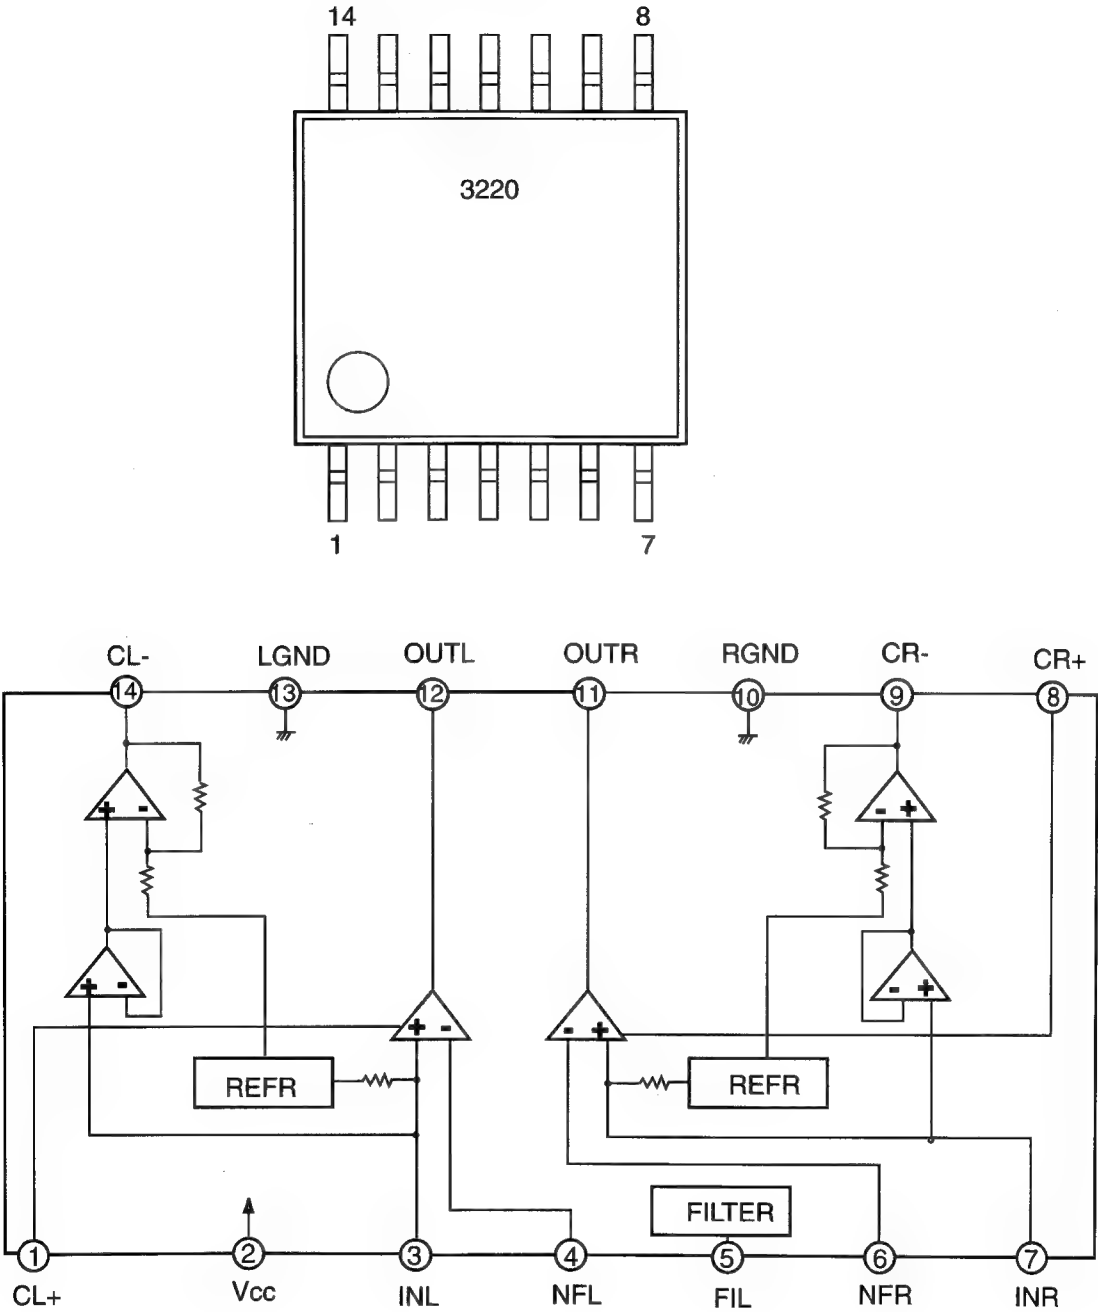 14 8
3220
1 7
CL- LGND OUTL OUTR RGND CR- CR+
14 13 12 11 10 9 8
+ - - +
+ - - +
+ - - +
REFR REFR
FILTER
1 2 3 4 5 6 7
CL+ Vcc INL NFL FIL NFR INR